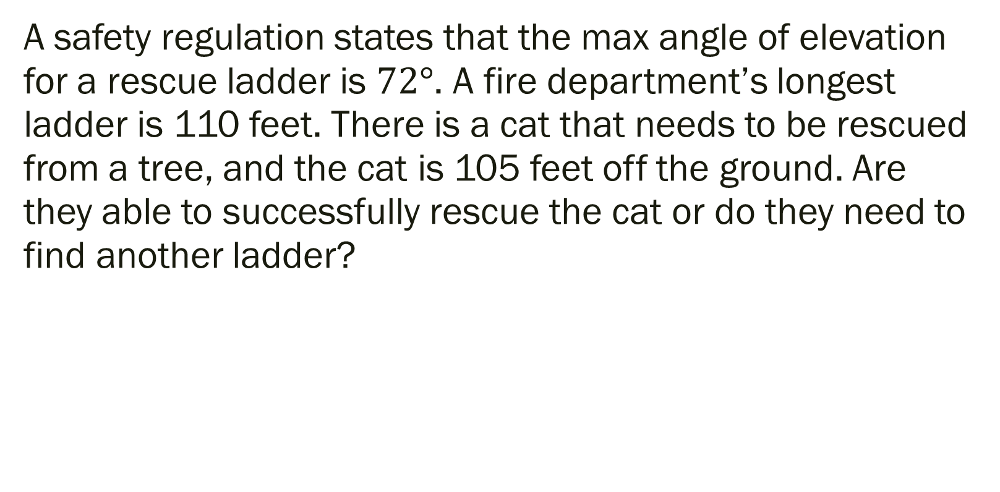 A safety regulation states that the max angle of elevation
for a rescue ladder is 72°. A fire department’s longest
ladder is 110 feet. There is a cat that needs to be rescued
from a tree, and the cat is 105 feet off the ground. Are
they able to successfully rescue the cat or do they need to
find another ladder?